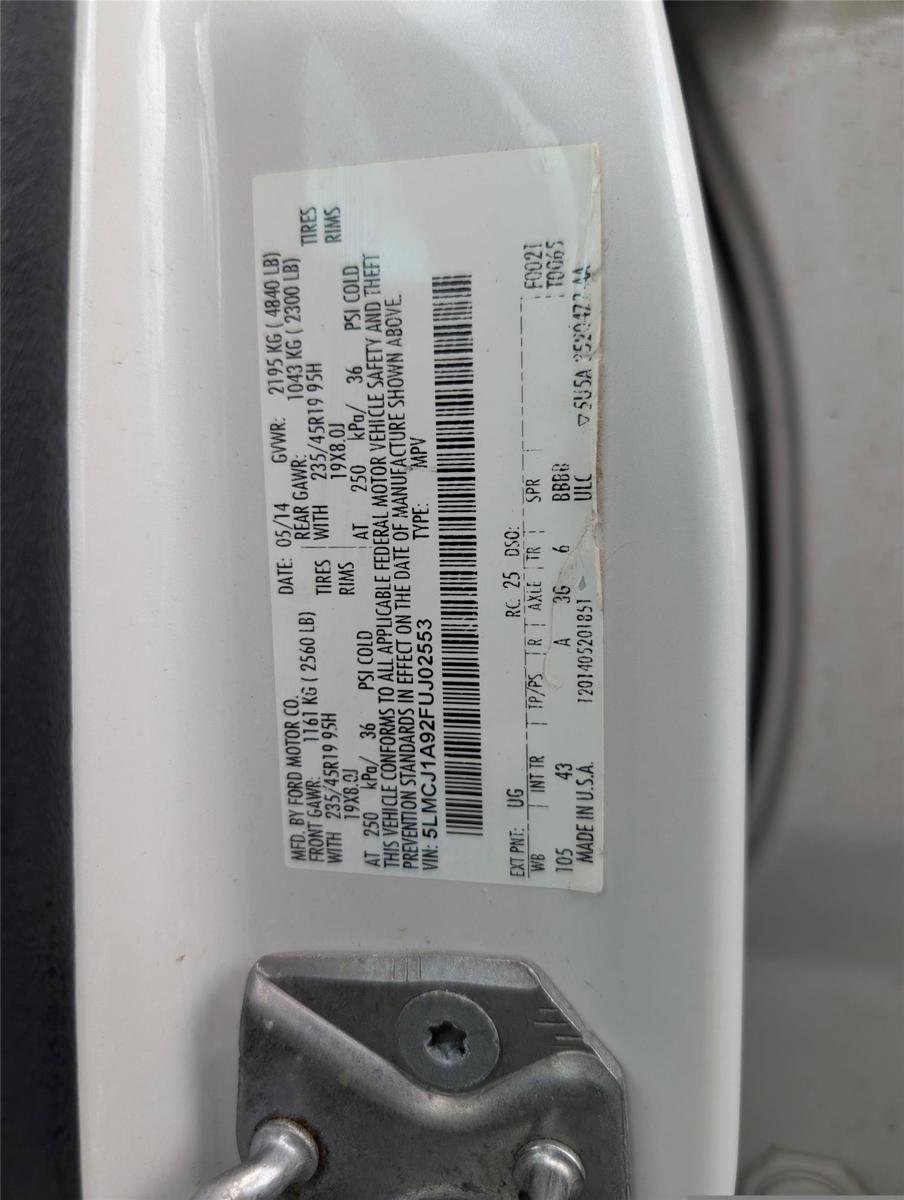 MFD. BY FORD MOTOR CO.
DATE: 05/14 GVWR: 2195 KG ( 4840 LB)
FRONT GAWR: 1161 KG ( 2560 LB) REAR GAWR: 1043 KG ( 2300 LB)
WITH 235/45R19 95H TIRES WITH 235/45R19 95H TIRES
19X8.0J RIMS 19X8.0J RIMS
AT 250 kPa/ 36 PSI COLD AT 250 kPa/ 36 PSI COLD
THIS VEHICLE CONFORMS TO ALL APPLICABLE FEDERAL MOTOR VEHICLE SAFETY AND THEFT
PREVENTION STANDARDS IN EFFECT ON THE DATE OF MANUFACTURE SHOWN ABOVE.
VIN: 5LMCJ1A92FUJ02553 TYPE: MPV
EXT PNT: UG RC: 25 DSO: F0021
WB INT TR TP/PS R AXLE TR SPR T0065
105 43 A 3G 6 BBBB
MADE IN U.S.A. 1201405201851 ULC